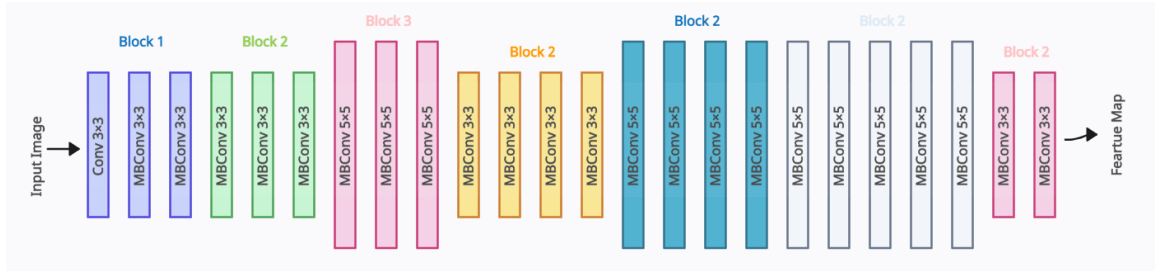 Input Image
Block 1
Conv 3×3
MBConv 3×3
MBConv 3×3
Block 2
MBConv 3×3
MBConv 3×3
MBConv 3×3
Block 3
MBConv 5×5
MBConv 5×5
MBConv 5×5
Block 2
MBConv 3×3
MBConv 3×3
MBConv 3×3
MBConv 3×3
Block 2
MBConv 5×5
MBConv 5×5
MBConv 5×5
MBConv 5×5
Block 2
MBConv 5×5
MBConv 5×5
MBConv 5×5
MBConv 5×5
MBConv 5×5
Block 2
MBConv 3×3
MBConv 3×3
Feartue Map